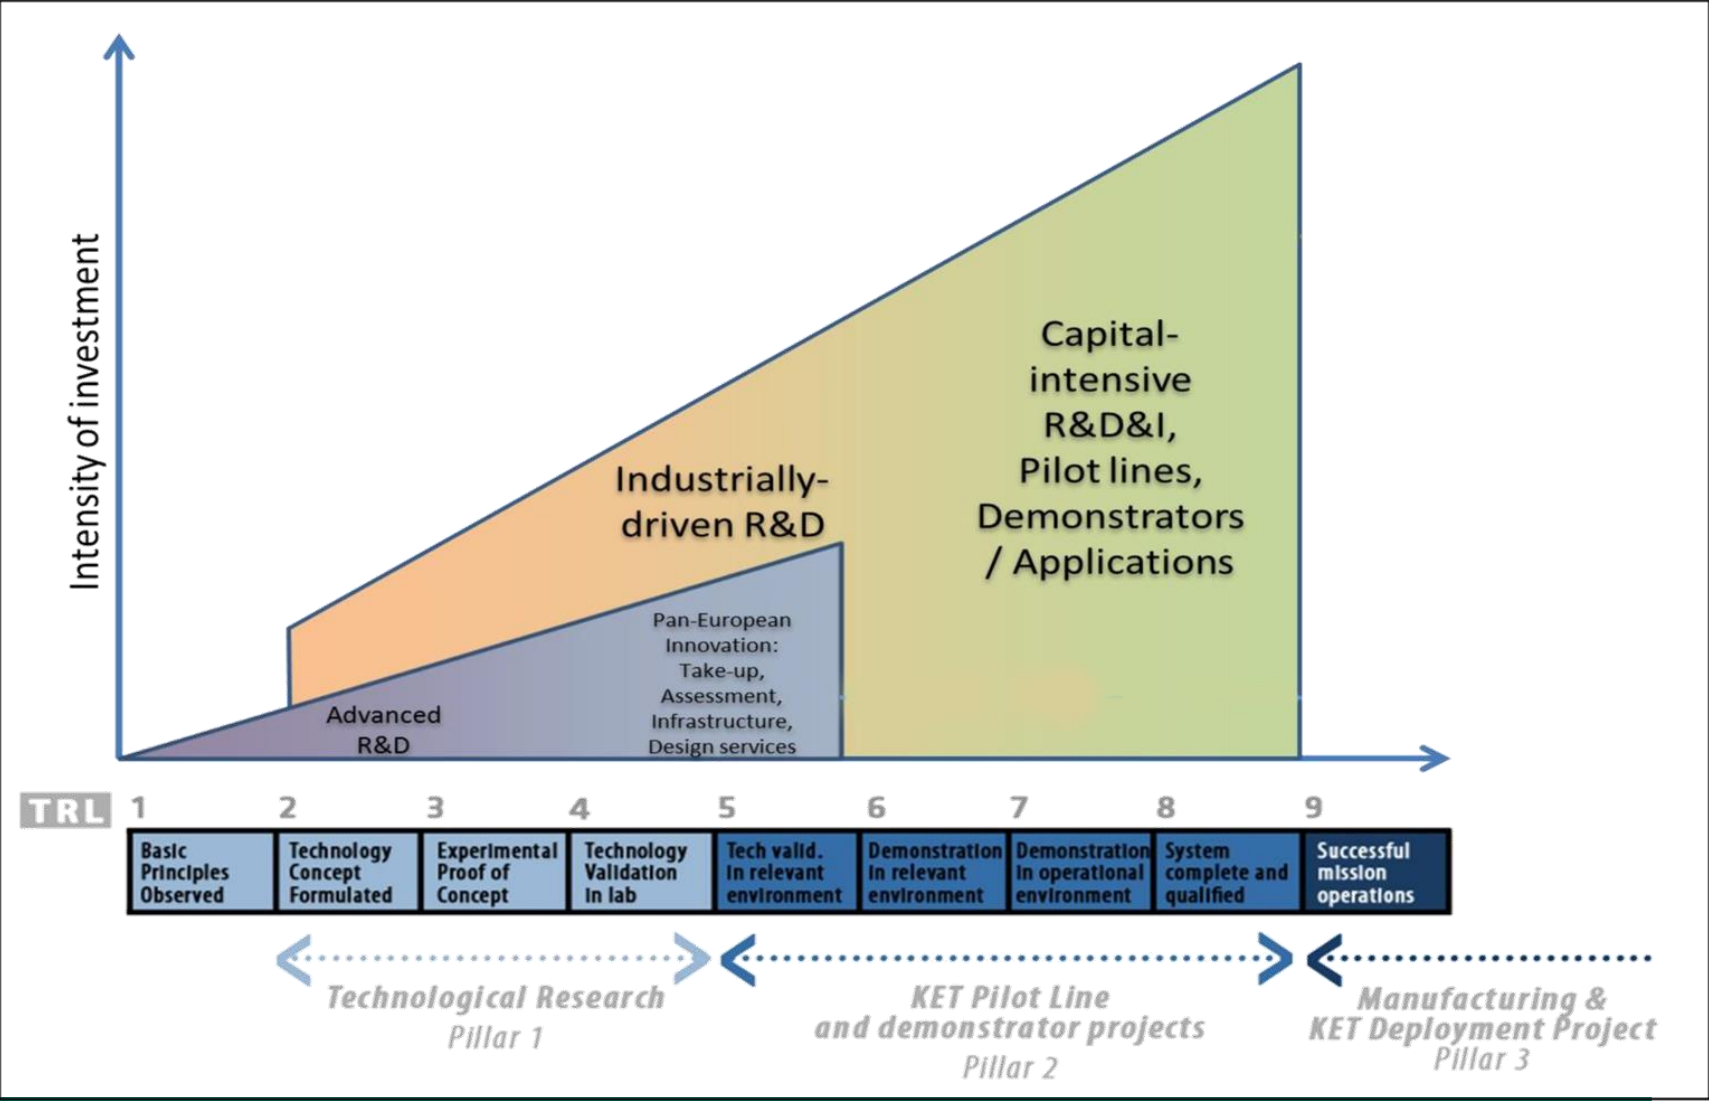 Intensity of investment
Capital-
intensive
R&D&I,
Pilot lines,
Demonstrators
/ Applications
Industrially-
driven R&D
Pan-European
Innovation:
Take-up,
Assessment,
Infrastructure,
Design services
Advanced
R&D
TRL 1 2 3 4 5 6 7 8 9
Basic
Principles
Observed
Technology
Concept
Formulated
Experimental
Proof of
Concept
Technology
Validation
in lab
Tech valid.
in relevant
environment
Demonstration
in relevant
environment
Demonstration
in operational
environment
System
complete and
qualified
Successful
mission
operations
Technological Research
Pillar 1
KET Pilot Line
and demonstrator projects
Pillar 2
Manufacturing &
KET Deployment Project
Pillar 3